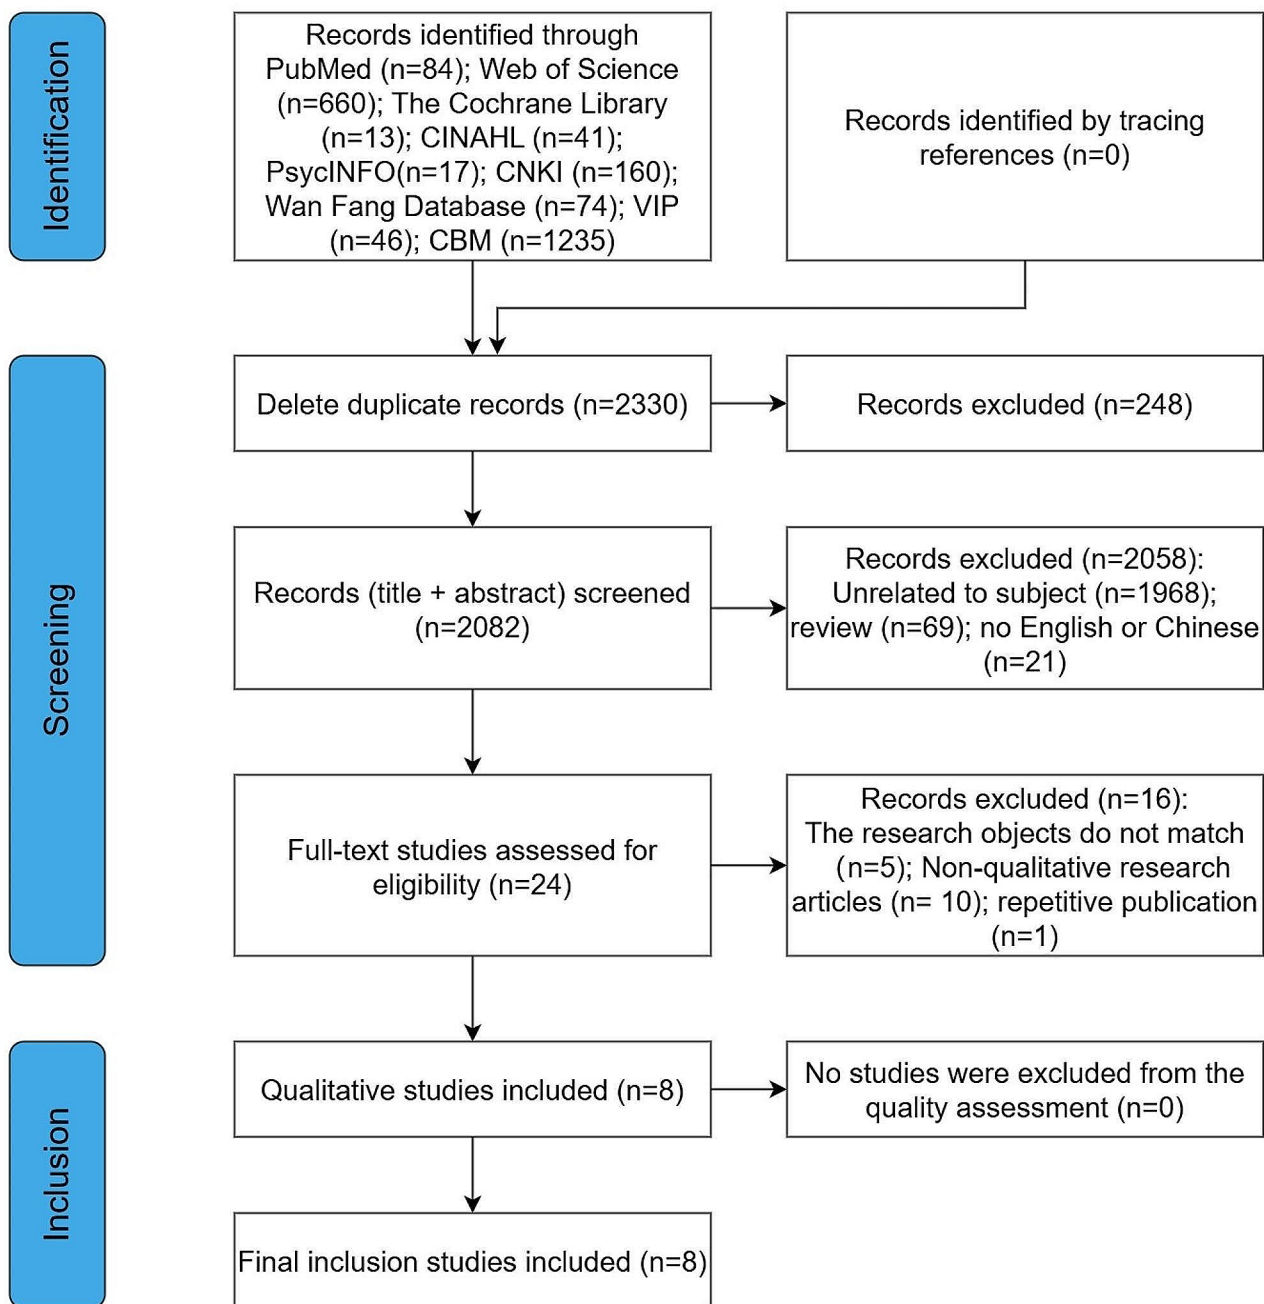 Identification
Records identified through
PubMed (n=84); Web of Science
(n=660); The Cochrane Library
(n=13); CINAHL (n=41);
PsycINFO(n=17); CNKI (n=160);
Wan Fang Database (n=74); VIP
(n=46); CBM (n=1235)
Records identified by tracing
references (n=0)
Screening
Delete duplicate records (n=2330)
Records excluded (n=248)
Records (title + abstract) screened
(n=2082)
Records excluded (n=2058):
Unrelated to subject (n=1968);
review (n=69); no English or Chinese
(n=21)
Full-text studies assessed for
eligibility (n=24)
Records excluded (n=16):
The research objects do not match
(n=5); Non-qualitative research
articles (n= 10); repetitive publication
(n=1)
Inclusion
Qualitative studies included (n=8)
No studies were excluded from the
quality assessment (n=0)
Final inclusion studies included (n=8)